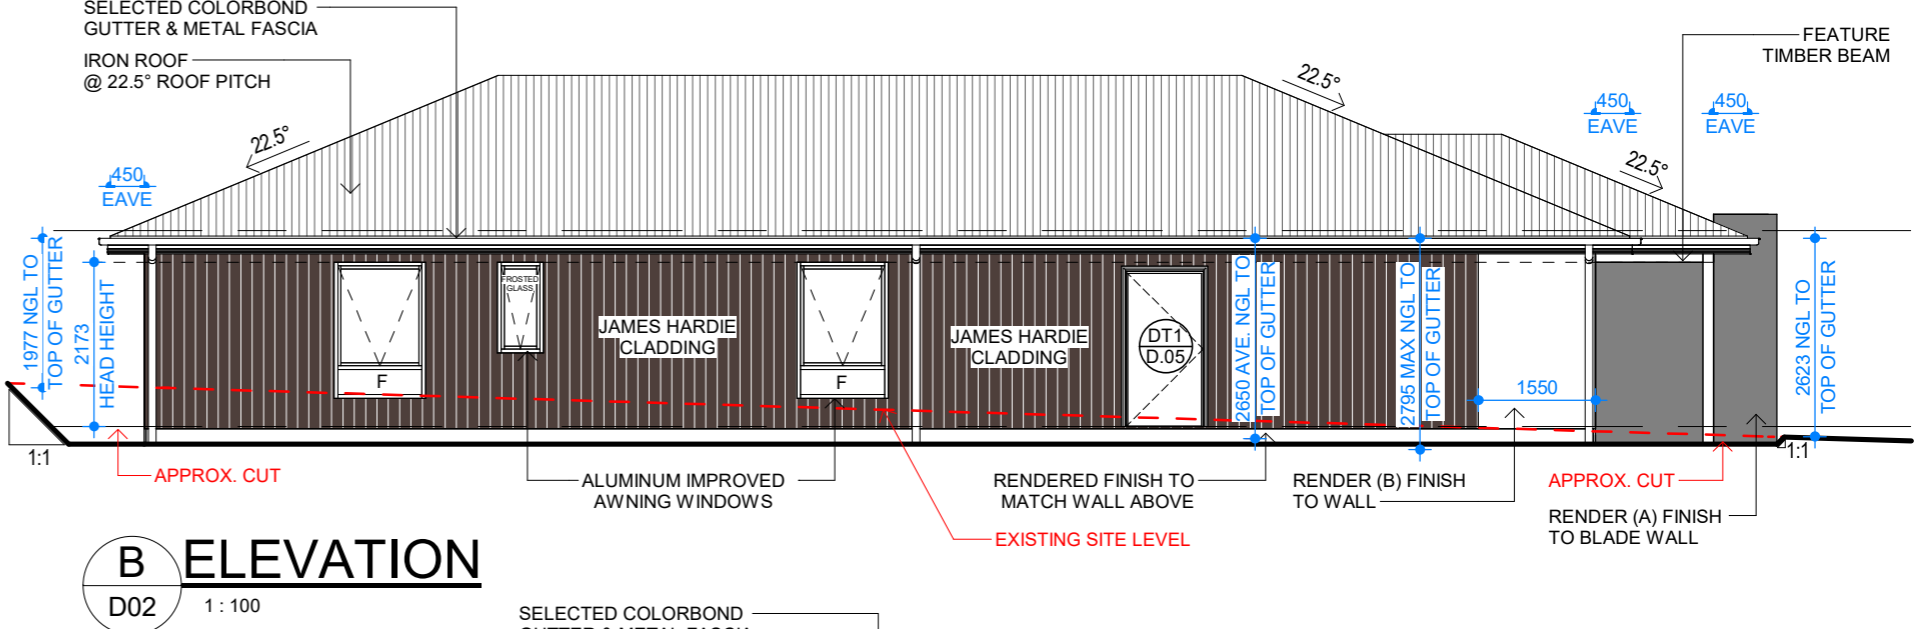 SELECTED COLORBOND
GUTTER & METAL FASCIA
IRON ROOF
@ 22.5° ROOF PITCH
22.5°
22.5°
22.5°
FEATURE
TIMBER BEAM
450
EAVE
450
EAVE
450
EAVE
1977 NGL TO
TOP OF GUTTER
2173
HEAD HEIGHT
F
FROSTED
GLASS
JAMES HARDIE
CLADDING
F
JAMES HARDIE
CLADDING
DT1
D.05
2650 AVE. NGL TO
TOP OF GUTTER
2795 MAX NGL TO
TOP OF GUTTER
1550
2623 NGL TO
TOP OF GUTTER
1:1
1:1
APPROX. CUT
ALUMINUM IMPROVED
AWNING WINDOWS
RENDERED FINISH TO
MATCH WALL ABOVE
RENDER (B) FINISH
TO WALL
APPROX. CUT
RENDER (A) FINISH
TO BLADE WALL
EXISTING SITE LEVEL
B
D02
ELEVATION
1 : 100
SELECTED COLORBOND